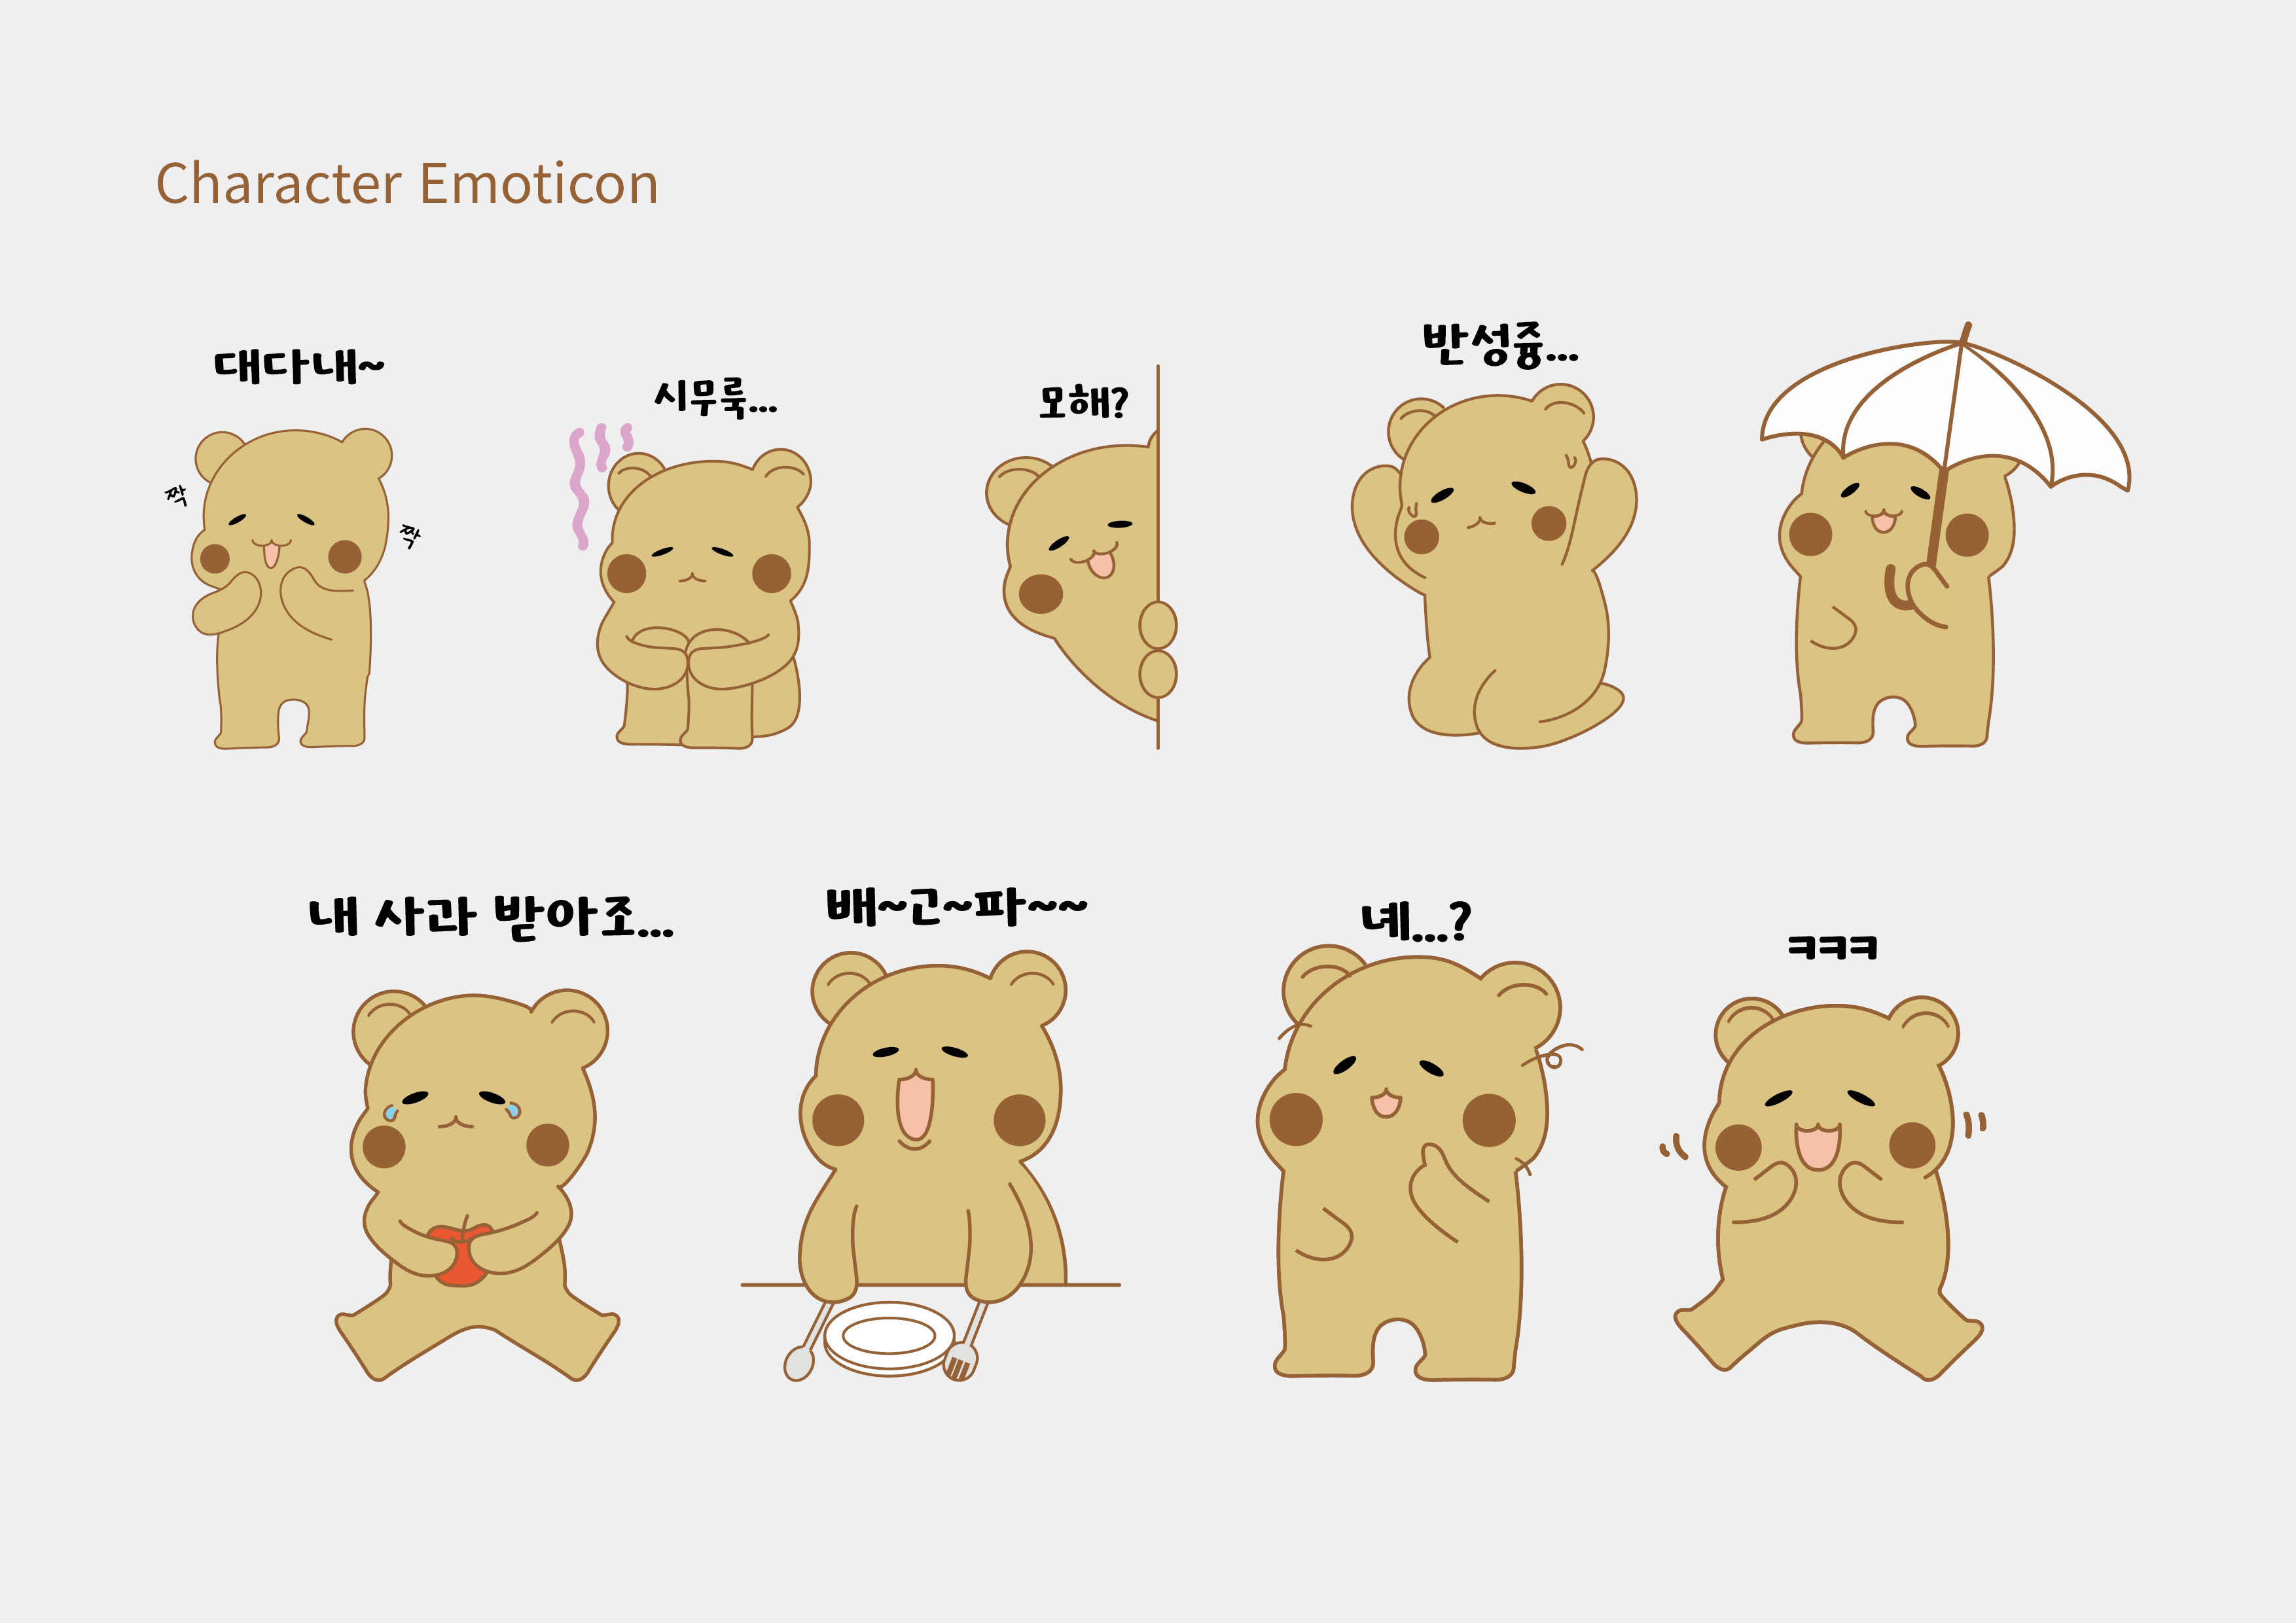 Character Emoticon
대다내~
짝
짝
시무룩...
모해?
반성즁...
내 사과 받아조...
배~고~파~~
녜...?
ㅋㅋㅋ